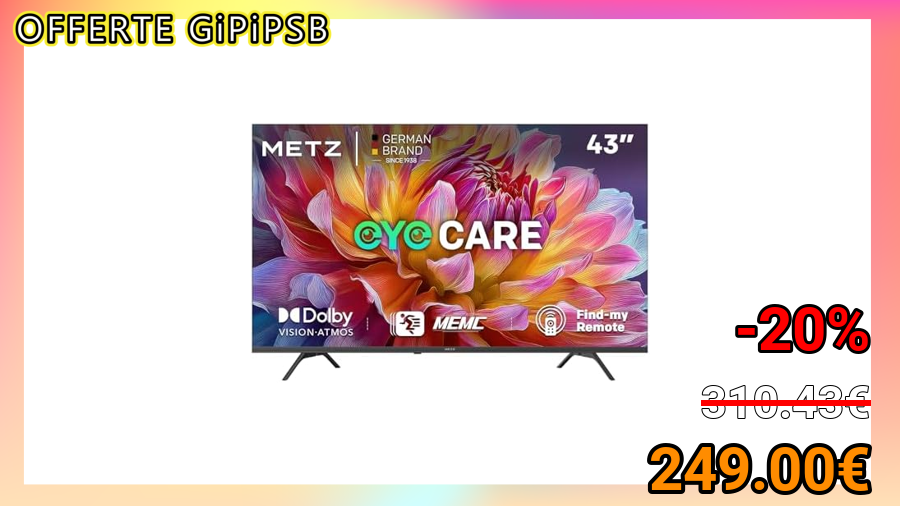 OFFERTE GiPiPSB
METZ
GERMAN
BRAND
SINCE 1938
43”
eye CARE
Dolby
VISION·ATMOS
MEMC
Find-my
Remote
METZ
-20%
310.43€
249.00€